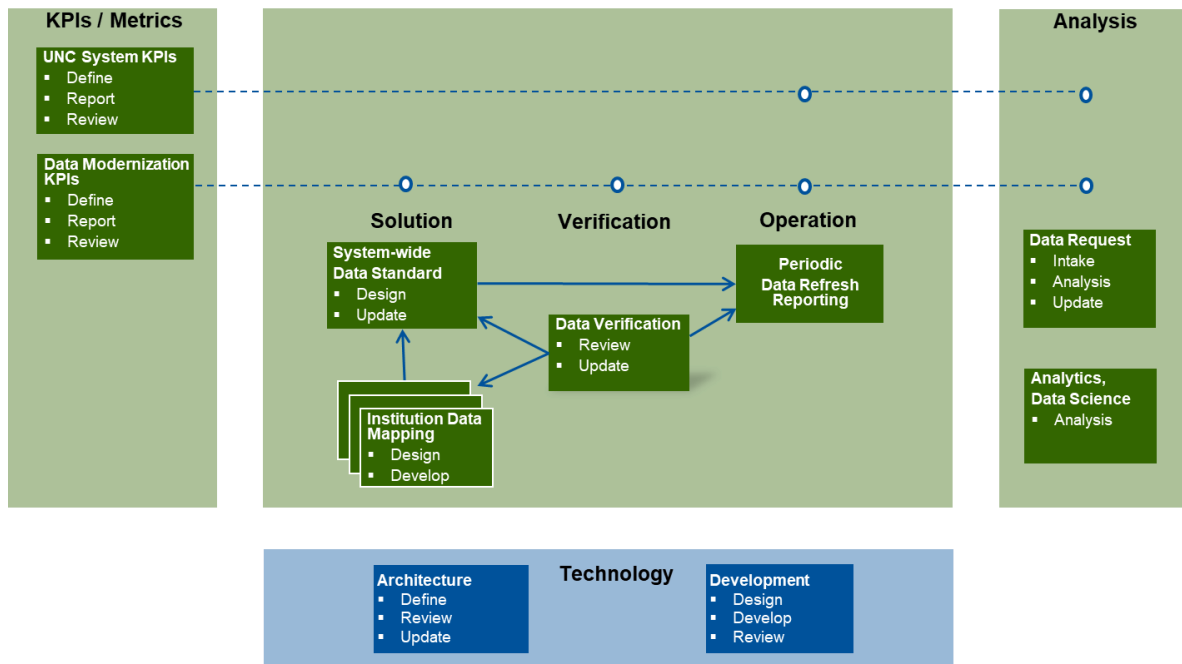 KPIs / Metrics
UNC System KPIs
▪ Define
▪ Report
▪ Review
Data Modernization
KPIs
▪ Define
▪ Report
▪ Review
Solution
Verification
Operation
System-wide
Data Standard
▪ Design
▪ Update
Institution Data
Mapping
▪ Design
▪ Develop
Data Verification
▪ Review
▪ Update
Periodic
Data Refresh
Reporting
Analysis
Data Request
▪ Intake
▪ Analysis
▪ Update
Analytics,
Data Science
▪ Analysis
Technology
Architecture
▪ Define
▪ Review
▪ Update
Development
▪ Design
▪ Develop
▪ Review